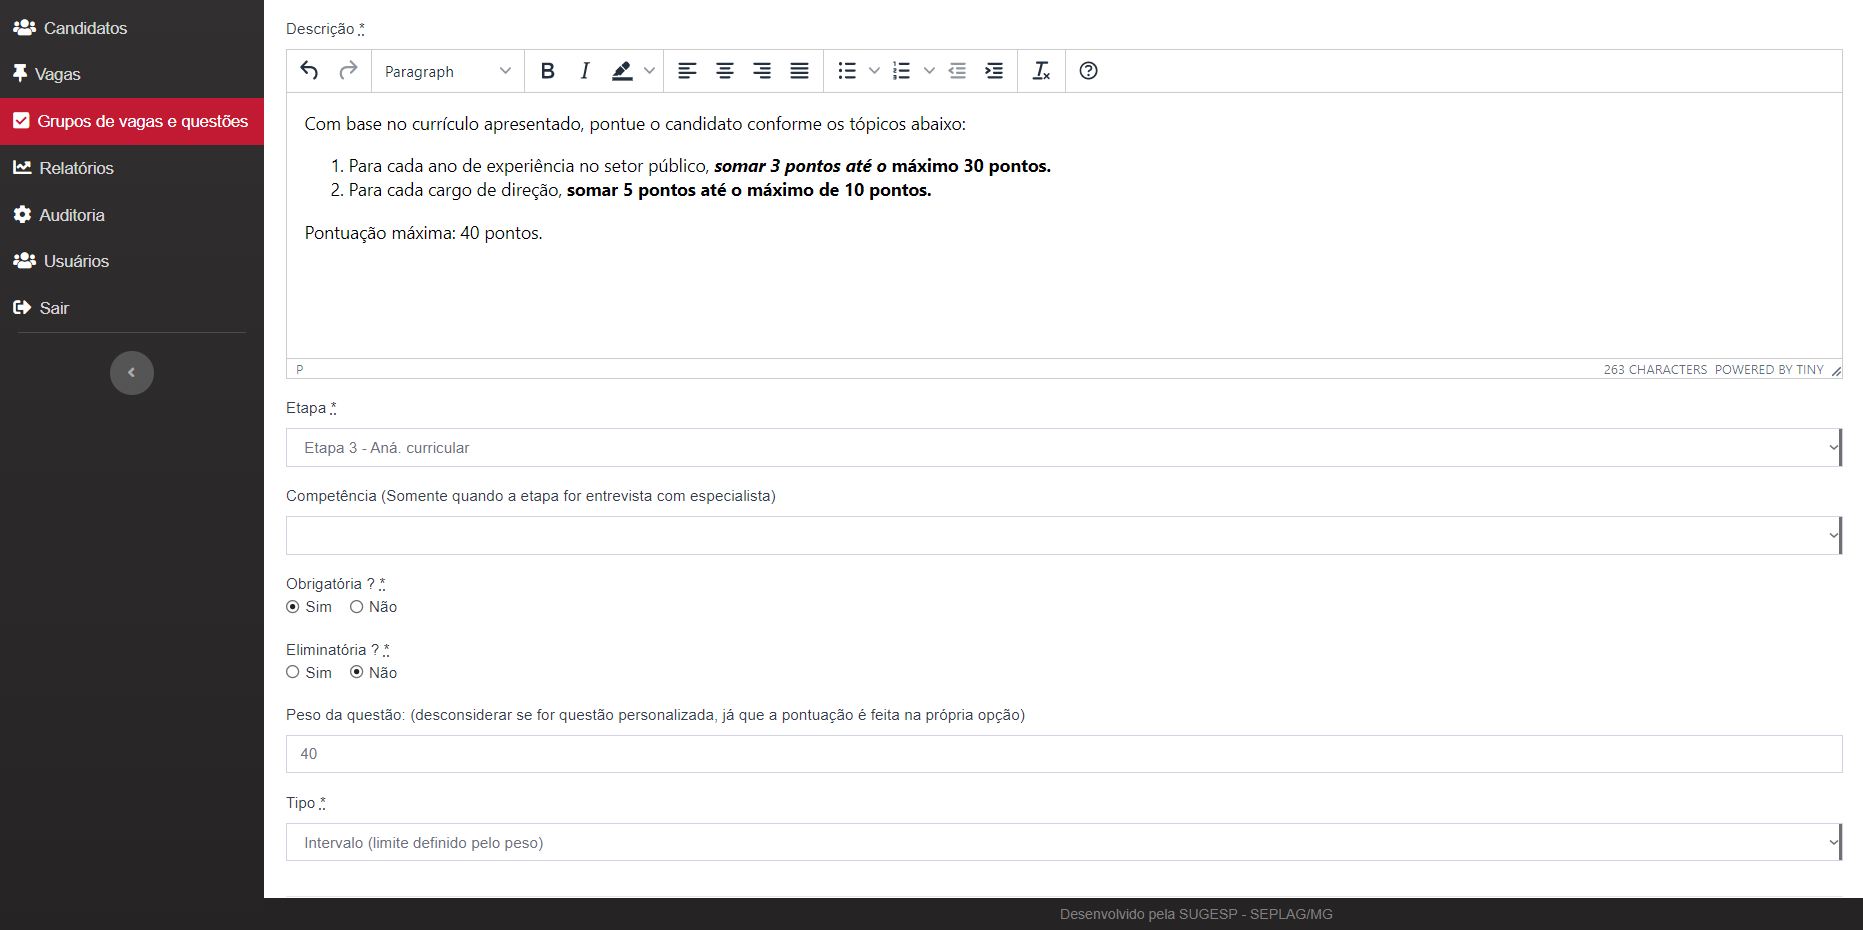 Candidatos
Vagas
Grupos de vagas e questões
Relatórios
Auditoria
Usuários
Sair
Descrição *
Paragraph
Com base no currículo apresentado, pontue o candidato conforme os tópicos abaixo:
1. Para cada ano de experiência no setor público, somar 3 pontos até o máximo 30 pontos.
2. Para cada cargo de direção, somar 5 pontos até o máximo de 10 pontos.
Pontuação máxima: 40 pontos.
P
263 CHARACTERS POWERED BY TINY
Etapa *
Etapa 3 - Aná. curricular
Competência (Somente quando a etapa for entrevista com especialista)
Obrigatória ? *
Sim Não
Eliminatória ? *
Sim Não
Peso da questão: (desconsiderar se for questão personalizada, já que a pontuação é feita na própria opção)
40
Tipo *
Intervalo (limite definido pelo peso)
Desenvolvido pela SUGESP - SEPLAG/MG